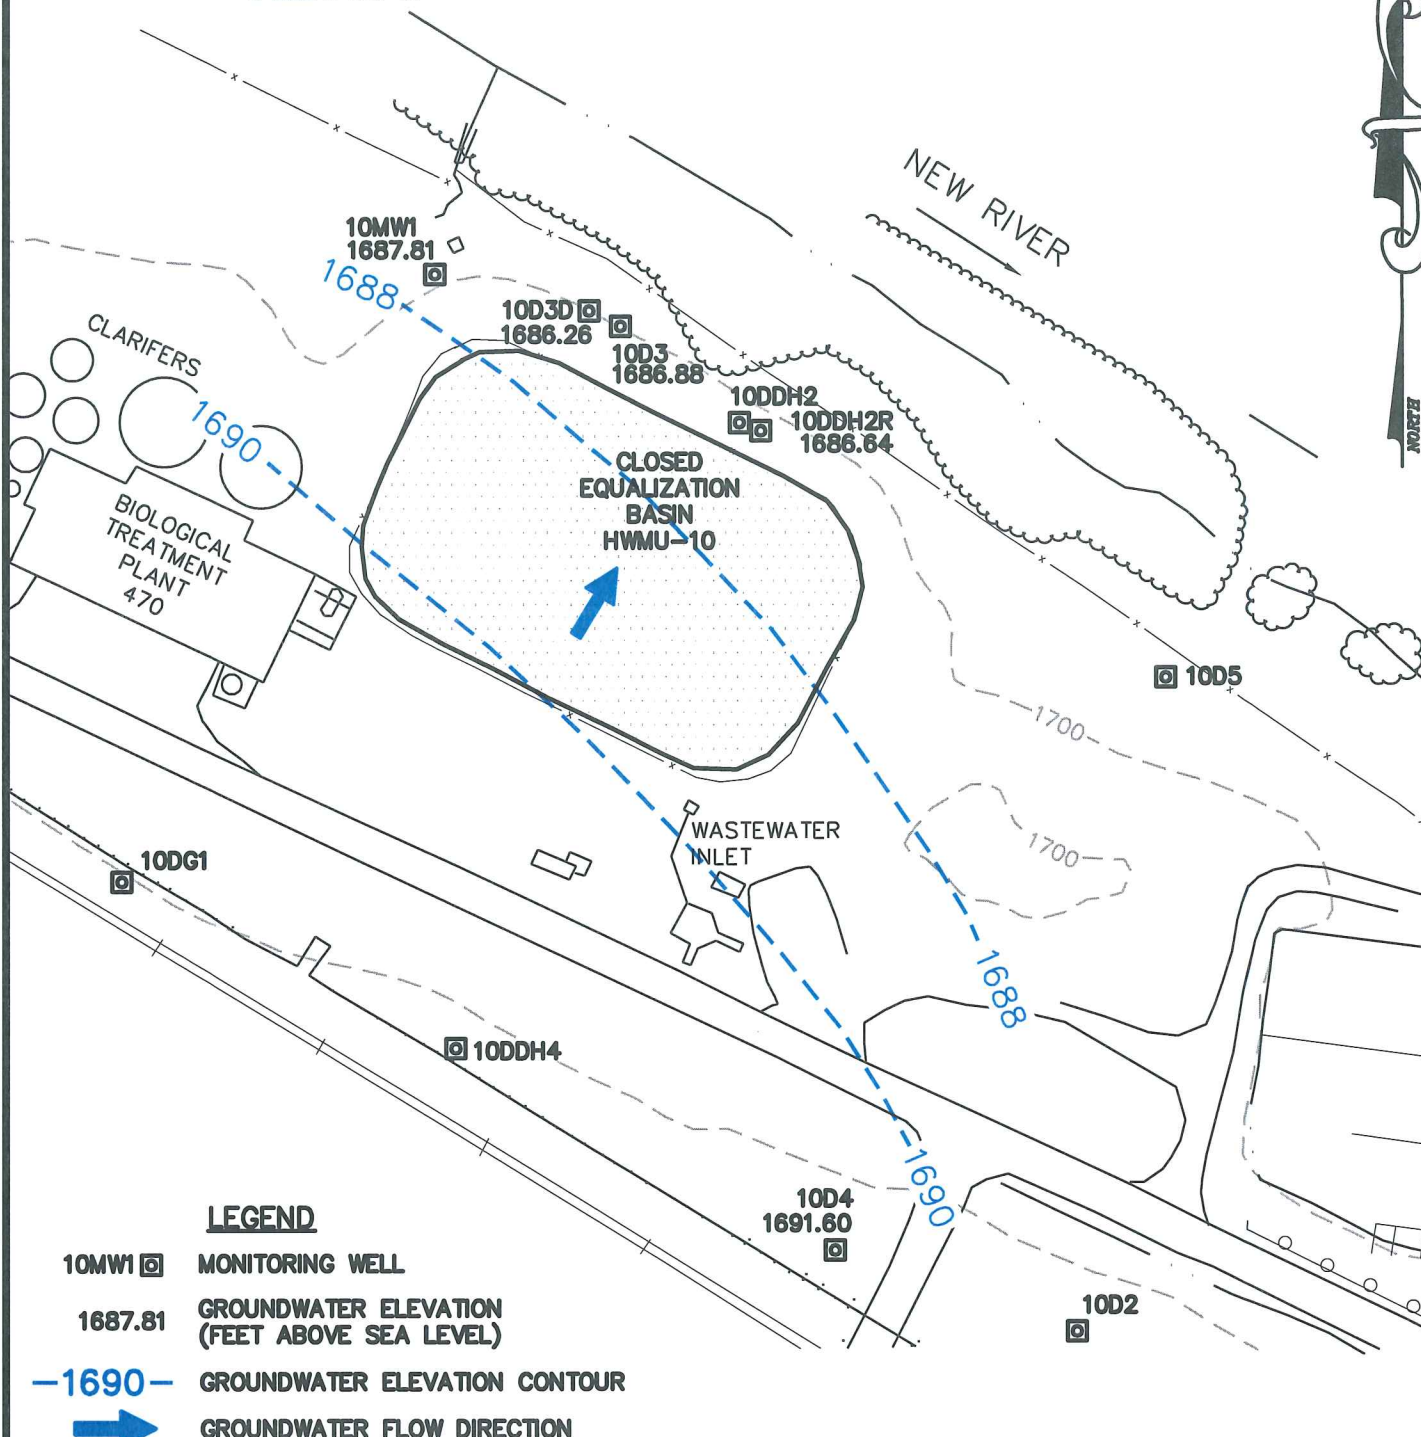 NEW RIVER
NORTH
10MW1
1687.81
1688
10D3D
1686.26
10D3
1686.88
10DDH2
10DDH2R
1686.64
CLARIFERS
1690
CLOSED
EQUALIZATION
BASIN
HWMU-10
BIOLOGICAL
TREATMENT
PLANT
470
10D5
1700
1700
WASTEWATER
INLET
10DG1
1688
10DDH4
1690
10D4
1691.60
10D2
LEGEND
10MW1 MONITORING WELL
1687.81 GROUNDWATER ELEVATION
(FEET ABOVE SEA LEVEL)
-1690- GROUNDWATER ELEVATION CONTOUR
GROUNDWATER FLOW DIRECTION